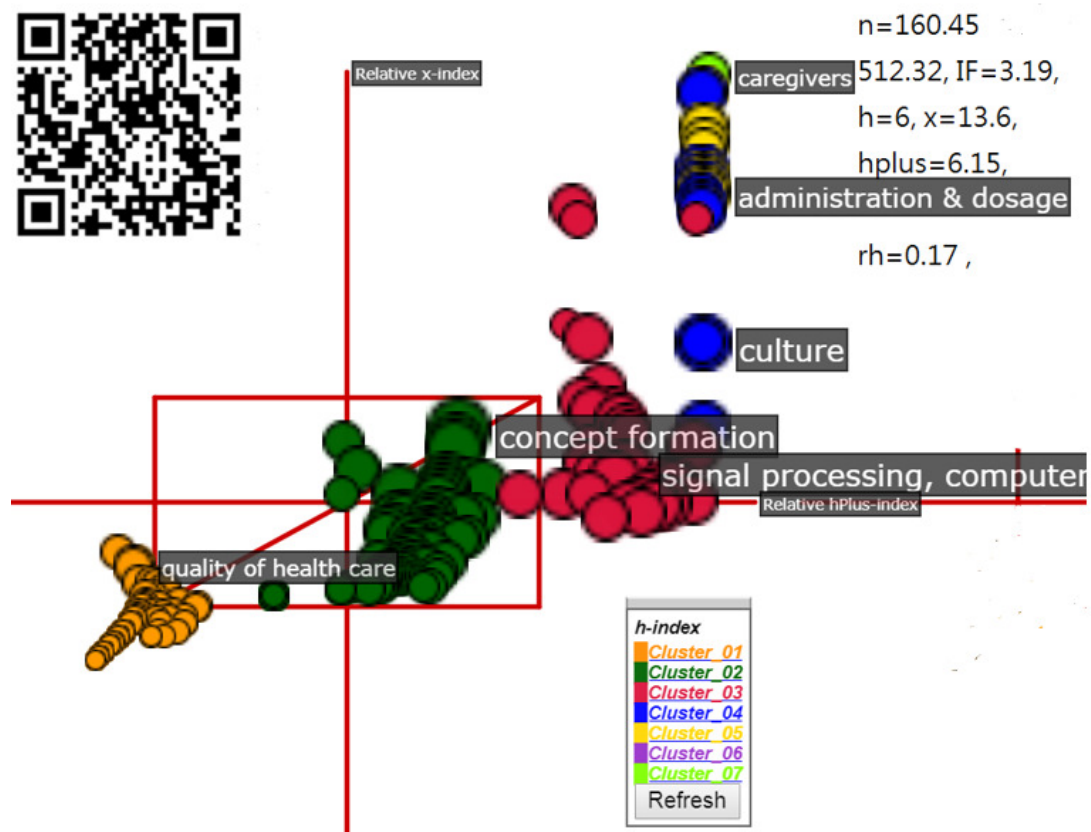 n=160.45
Relative x-index
caregivers
512.32, IF=3.19,
h=6, x=13.6,
hplus=6.15,
administration & dosage
rh=0.17 ,
culture
concept formation
signal processing, computer
Relative hPlus-index
quality of health care
h-index
Cluster_01
Cluster_02
Cluster_03
Cluster_04
Cluster_05
Cluster_06
Cluster_07
Refresh